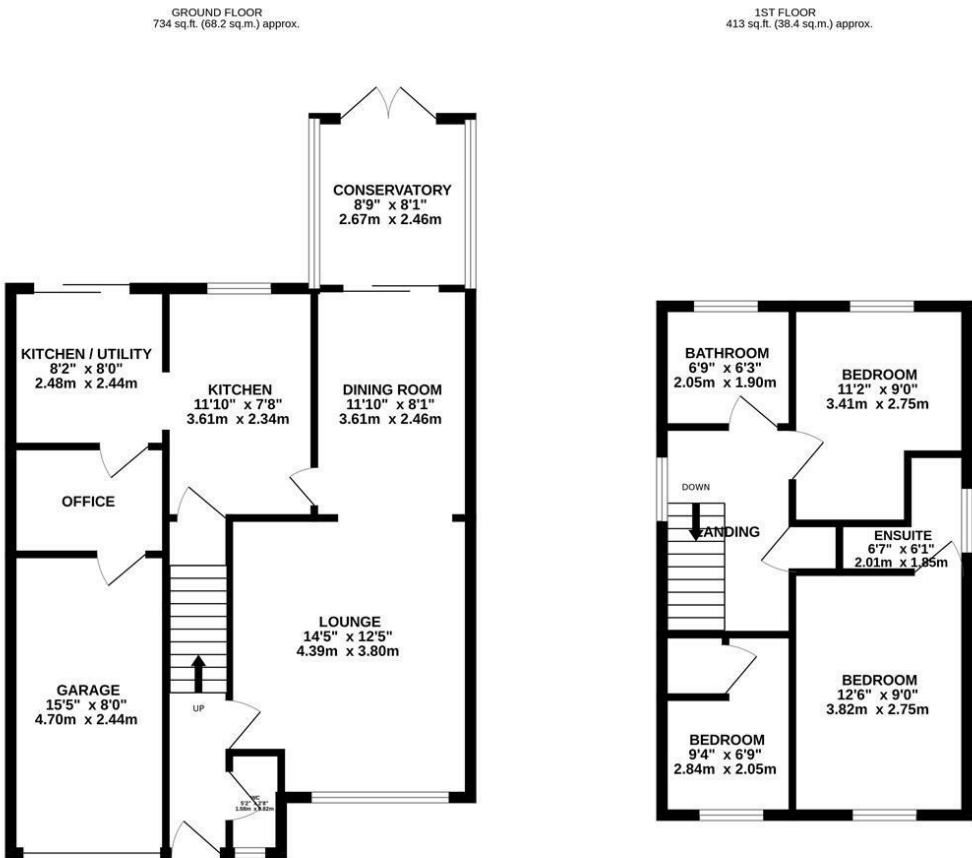 GROUND FLOOR
734 sq.ft. (68.2 sq.m.) approx.
1ST FLOOR
413 sq.ft. (38.4 sq.m.) approx.
CONSERVATORY
8'9" x 8'1"
2.67m x 2.46m
KITCHEN / UTILITY
8'2" x 8'0"
2.48m x 2.44m
KITCHEN
11'10" x 7'8"
3.61m x 2.34m
DINING ROOM
11'10" x 8'1"
3.61m x 2.46m
OFFICE
LOUNGE
14'5" x 12'5"
4.39m x 3.80m
GARAGE
15'5" x 8'0"
4.70m x 2.44m
UP
WC
5'2" x 2'8"
BATHROOM
6'9" x 6'3"
2.05m x 1.90m
BEDROOM
11'2" x 9'0"
3.41m x 2.75m
DOWN
LANDING
ENSUITE
6'7" x 6'1"
2.01m x 1.85m
BEDROOM
12'6" x 9'0"
3.82m x 2.75m
BEDROOM
9'4" x 6'9"
2.84m x 2.05m